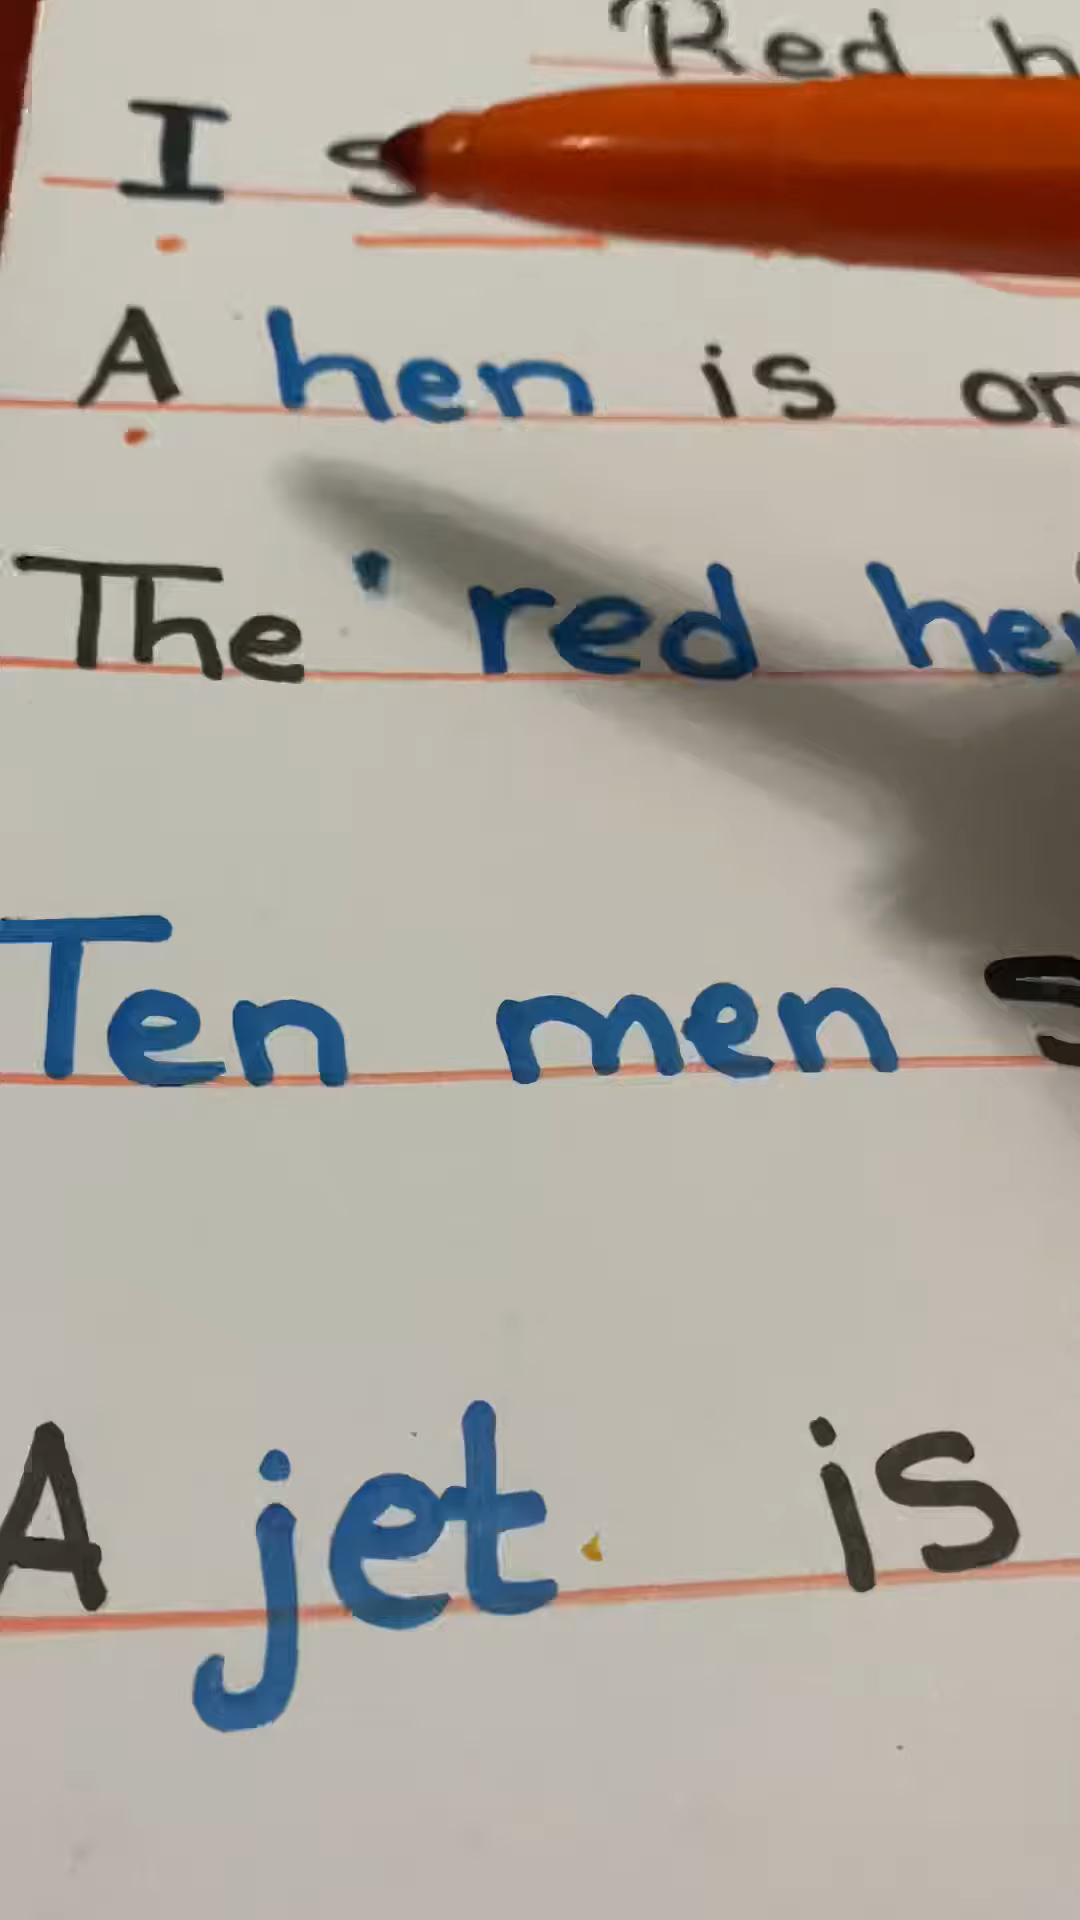 Red
I
A hen is
The red
Ten men
A jet is